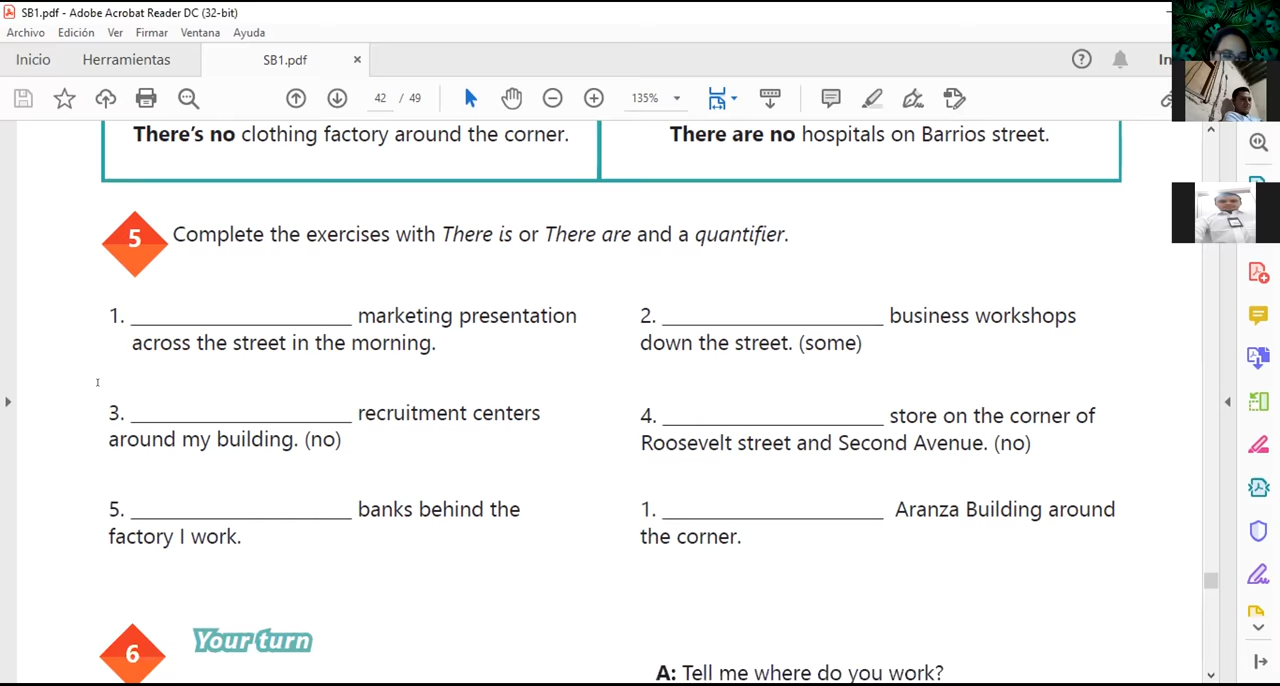 SB1.pdf - Adobe Acrobat Reader DC (32-bit)
Archivo Edición Ver Firmar Ventana Ayuda
Inicio Herramientas SB1.pdf × In
42 / 49 135%
There's no clothing factory around the corner.
There are no hospitals on Barrios street.
5 Complete the exercises with There is or There are and a quantifier.
1. ____________________ marketing presentation
across the street in the morning.
2. ____________________ business workshops
down the street. (some)
3. ____________________ recruitment centers
around my building. (no)
4. ____________________ store on the corner of
Roosevelt street and Second Avenue. (no)
5. ____________________ banks behind the
factory I work.
1. ____________________ Aranza Building around
the corner.
6 Your turn
A: Tell me where do you work?